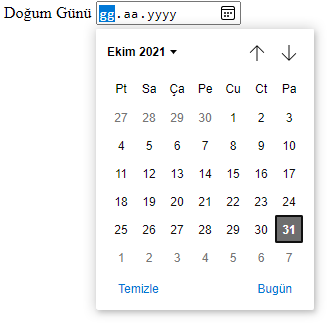 Doğum Günü gg.aa.yyyy
Ekim 2021
Pt Sa Ça Pe Cu Ct Pa
27 28 29 30 1 2 3
4 5 6 7 8 9 10
11 12 13 14 15 16 17
18 19 20 21 22 23 24
25 26 27 28 29 30 31
1 2 3 4 5 6 7
Temizle Bugün